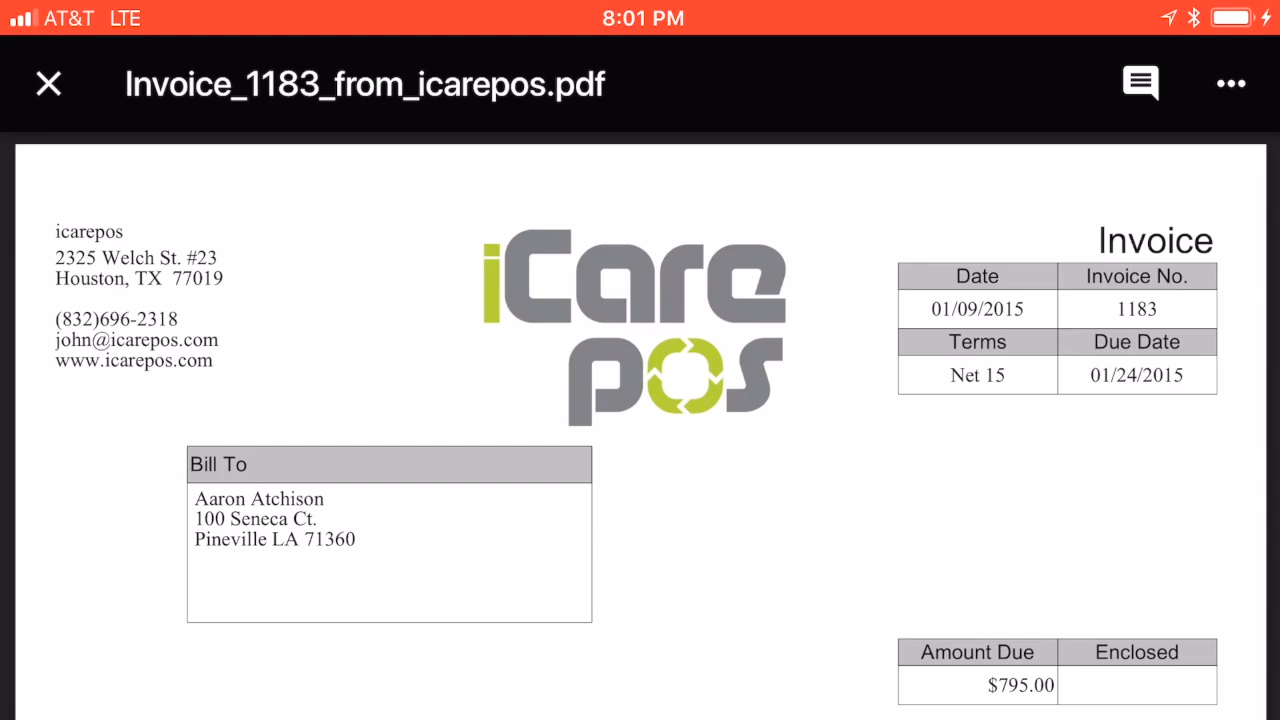 AT&T LTE 8:01 PM
Invoice_1183_from_icarepos.pdf
icarepos
2325 Welch St. #23
Houston, TX 77019
(832)696-2318
john@icarepos.com
www.icarepos.com
iCare
pos
Invoice
Date Invoice No.
01/09/2015 1183
Terms Due Date
Net 15 01/24/2015
Bill To
Aaron Atchison
100 Seneca Ct.
Pineville LA 71360
Amount Due Enclosed
$795.00